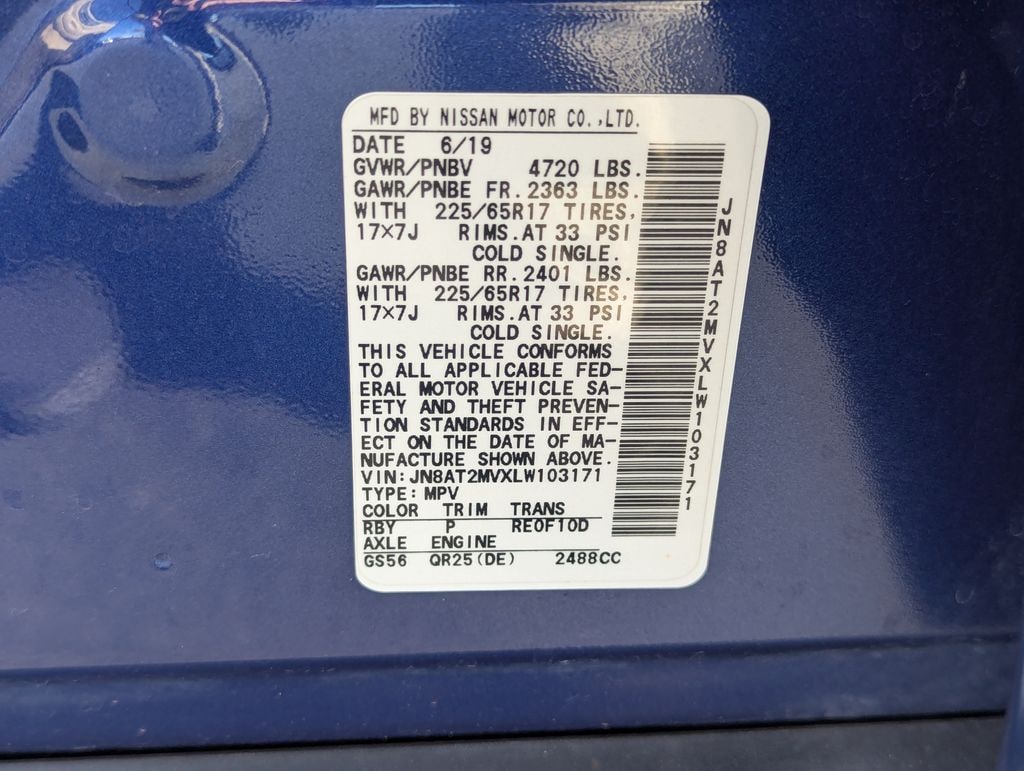 MFD BY NISSAN MOTOR CO.,LTD.
DATE 6/19
GVWR/PNBV 4720 LBS.
GAWR/PNBE FR.2363 LBS.
WITH 225/65R17 TIRES,
17×7J RIMS.AT 33 PSI
COLD SINGLE.
GAWR/PNBE RR.2401 LBS.
WITH 225/65R17 TIRES,
17×7J RIMS.AT 33 PSI
COLD SINGLE.
THIS VEHICLE CONFORMS
TO ALL APPLICABLE FED-
ERAL MOTOR VEHICLE SA-
FETY AND THEFT PREVEN-
TION STANDARDS IN EFF-
ECT ON THE DATE OF MA-
NUFACTURE SHOWN ABOVE.
VIN:JN8AT2MVXLW103171
TYPE:MPV
COLOR TRIM TRANS
RBY P RE0F10D
AXLE ENGINE
GS56 QR25(DE) 2488CC
JN8AT2MVXLW103171